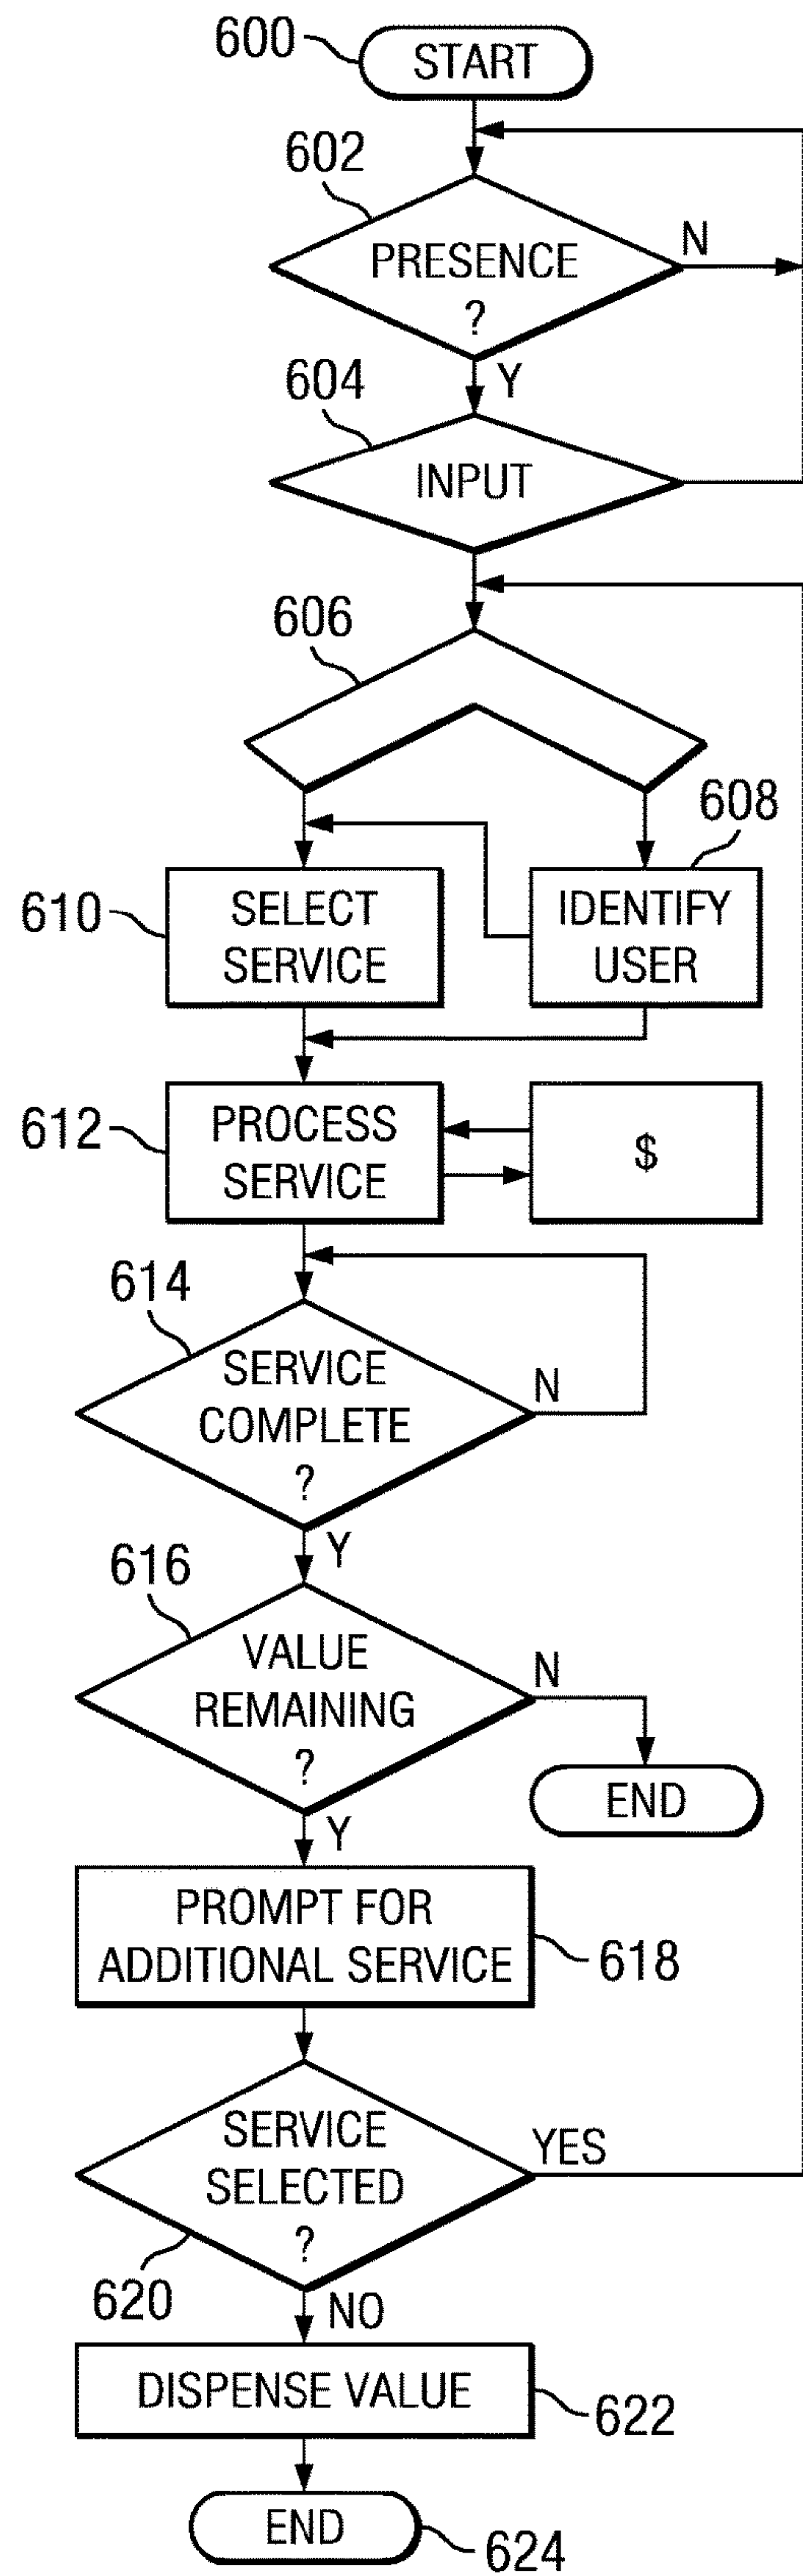 600
START
602
PRESENCE
?
N
Y
604
INPUT
606
608
610
SELECT
SERVICE
IDENTIFY
USER
612
PROCESS
SERVICE
$
614
SERVICE
COMPLETE
?
N
Y
616
VALUE
REMAINING
?
N
END
Y
PROMPT FOR
ADDITIONAL SERVICE
618
SERVICE
SELECTED
?
YES
620
NO
DISPENSE VALUE
622
END
624